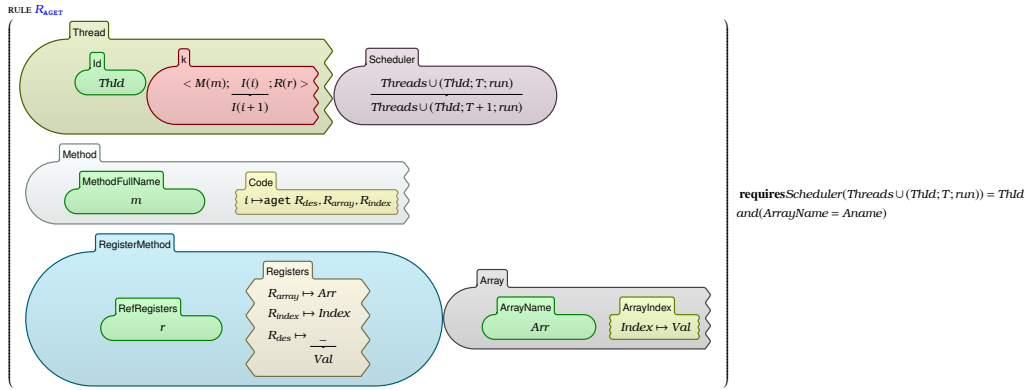 RULE R_AGET
Thread
Id
ThId
k
< M(m); I(i) ; R(r) >
I(i+1)
Scheduler
Threads ∪ (ThId; T; run)
Threads ∪ (ThId; T + 1; run)
Method
MethodFullName
m
Code
i ↦ aget R_des, R_array, R_index
requiresScheduler(Threads ∪ (ThId; T; run)) = ThId
and(ArrayName = Aname)
RegisterMethod
RefRegisters
r
Registers
R_array ↦ Arr
R_index ↦ Index
R_des ↦ _
Val
Array
ArrayName
Arr
ArrayIndex
Index ↦ Val